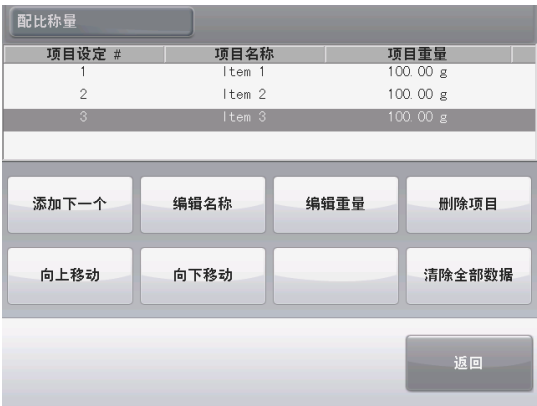 配比称量
项目设定 # 项目名称 项目重量
1 Item 1 100.00 g
2 Item 2 100.00 g
3 Item 3 100.00 g
添加下一个 编辑名称 编辑重量 删除项目
向上移动 向下移动 清除全部数据
返回